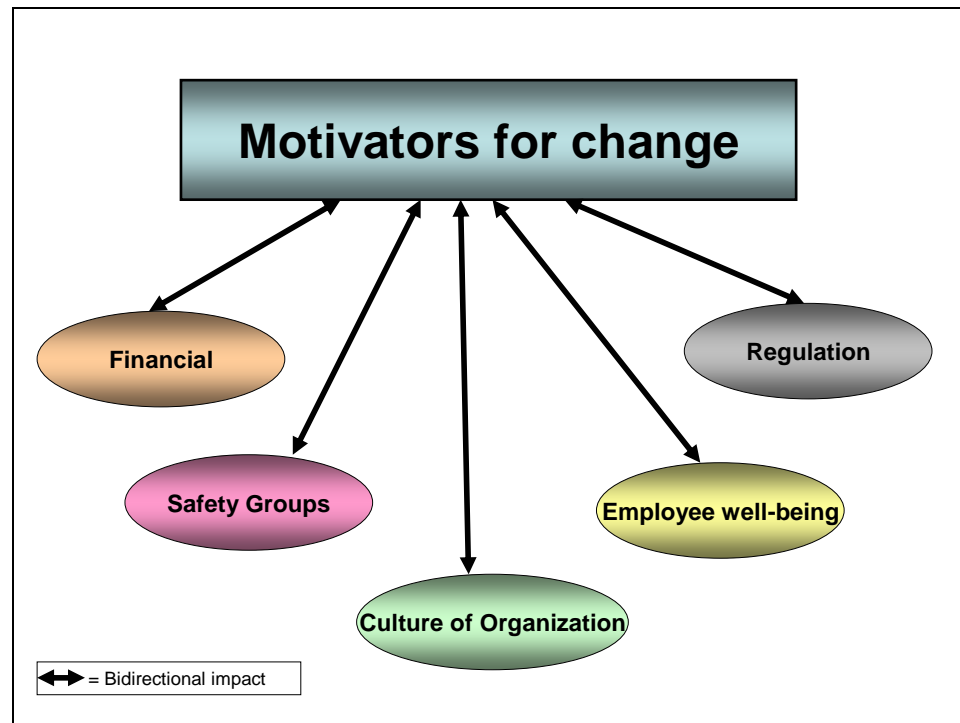 Motivators for change
Financial
Regulation
Safety Groups
Employee well-being
Culture of Organization
= Bidirectional impact